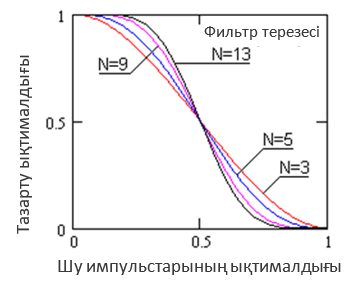 Тазарту ықтималдығы
1
Фильтр терезесі
N=9
N=13
0.5
N=5
N=3
0
0
0.5
1
Шу импульстарының ықтималдығы